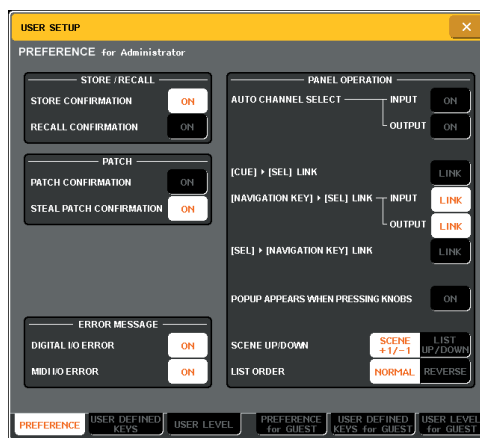 USER SETUP
PREFERENCE for Administrator
STORE / RECALL
STORE CONFIRMATION ON
RECALL CONFIRMATION ON
PATCH
PATCH CONFIRMATION ON
STEAL PATCH CONFIRMATION ON
ERROR MESSAGE
DIGITAL I/O ERROR ON
MIDI I/O ERROR ON
PANEL OPERATION
AUTO CHANNEL SELECT INPUT ON
OUTPUT ON
[CUE] ▸ [SEL] LINK LINK
[NAVIGATION KEY] ▸ [SEL] LINK INPUT LINK
OUTPUT LINK
[SEL] ▸ [NAVIGATION KEY] LINK LINK
POPUP APPEARS WHEN PRESSING KNOBS ON
SCENE UP/DOWN SCENE +1/-1 LIST UP/DOWN
LIST ORDER NORMAL REVERSE
PREFERENCE USER DEFINED KEYS USER LEVEL PREFERENCE for GUEST USER DEFINED KEYS for GUEST USER LEVEL for GUEST